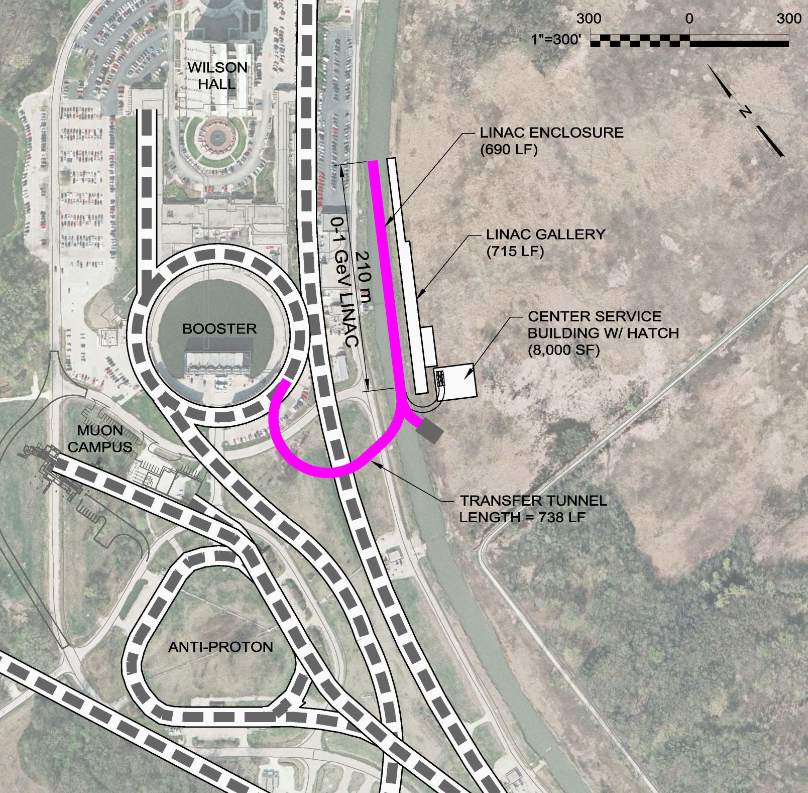 300 0 300
1"=300'
N
WILSON
HALL
LINAC ENCLOSURE
(690 LF)
LINAC GALLERY
(715 LF)
210 m
0-1 GeV LINAC
CENTER SERVICE
BUILDING W/ HATCH
(8,000 SF)
BOOSTER
MUON
CAMPUS
TRANSFER TUNNEL
LENGTH = 738 LF
ANTI-PROTON